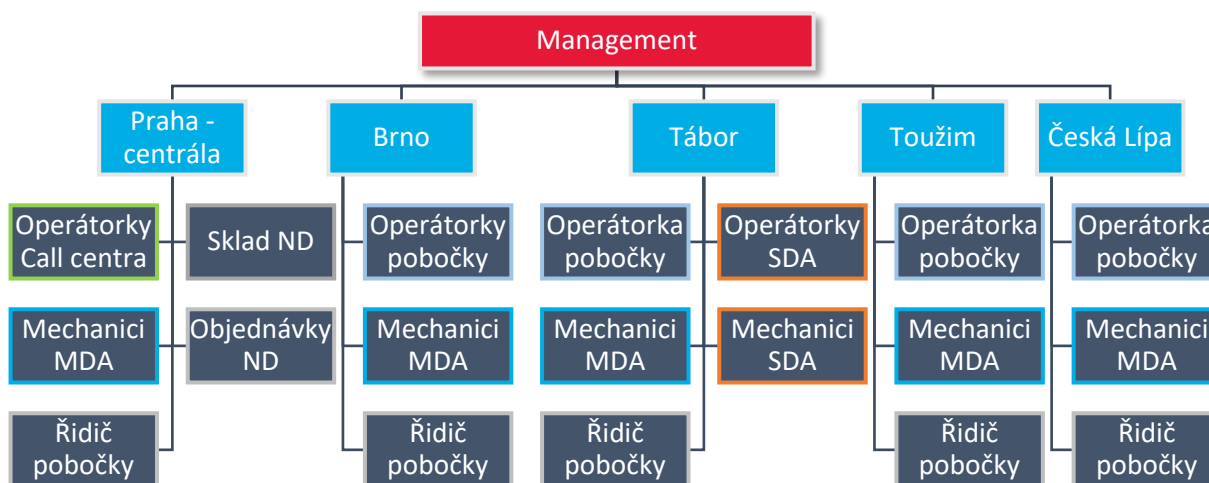 Management
Praha -
centrála
Brno
Tábor
Toužim
Česká Lípa
Operátorky
Call centra
Sklad ND
Operátorky
pobočky
Operátorka
pobočky
Operátorky
SDA
Operátorka
pobočky
Operátorka
pobočky
Mechanici
MDA
Objednávky
ND
Mechanici
MDA
Mechanici
MDA
Mechanici
SDA
Mechanici
MDA
Mechanici
MDA
Řidič
pobočky
Řidič
pobočky
Řidič
pobočky
Řidič
pobočky
Řidič
pobočky